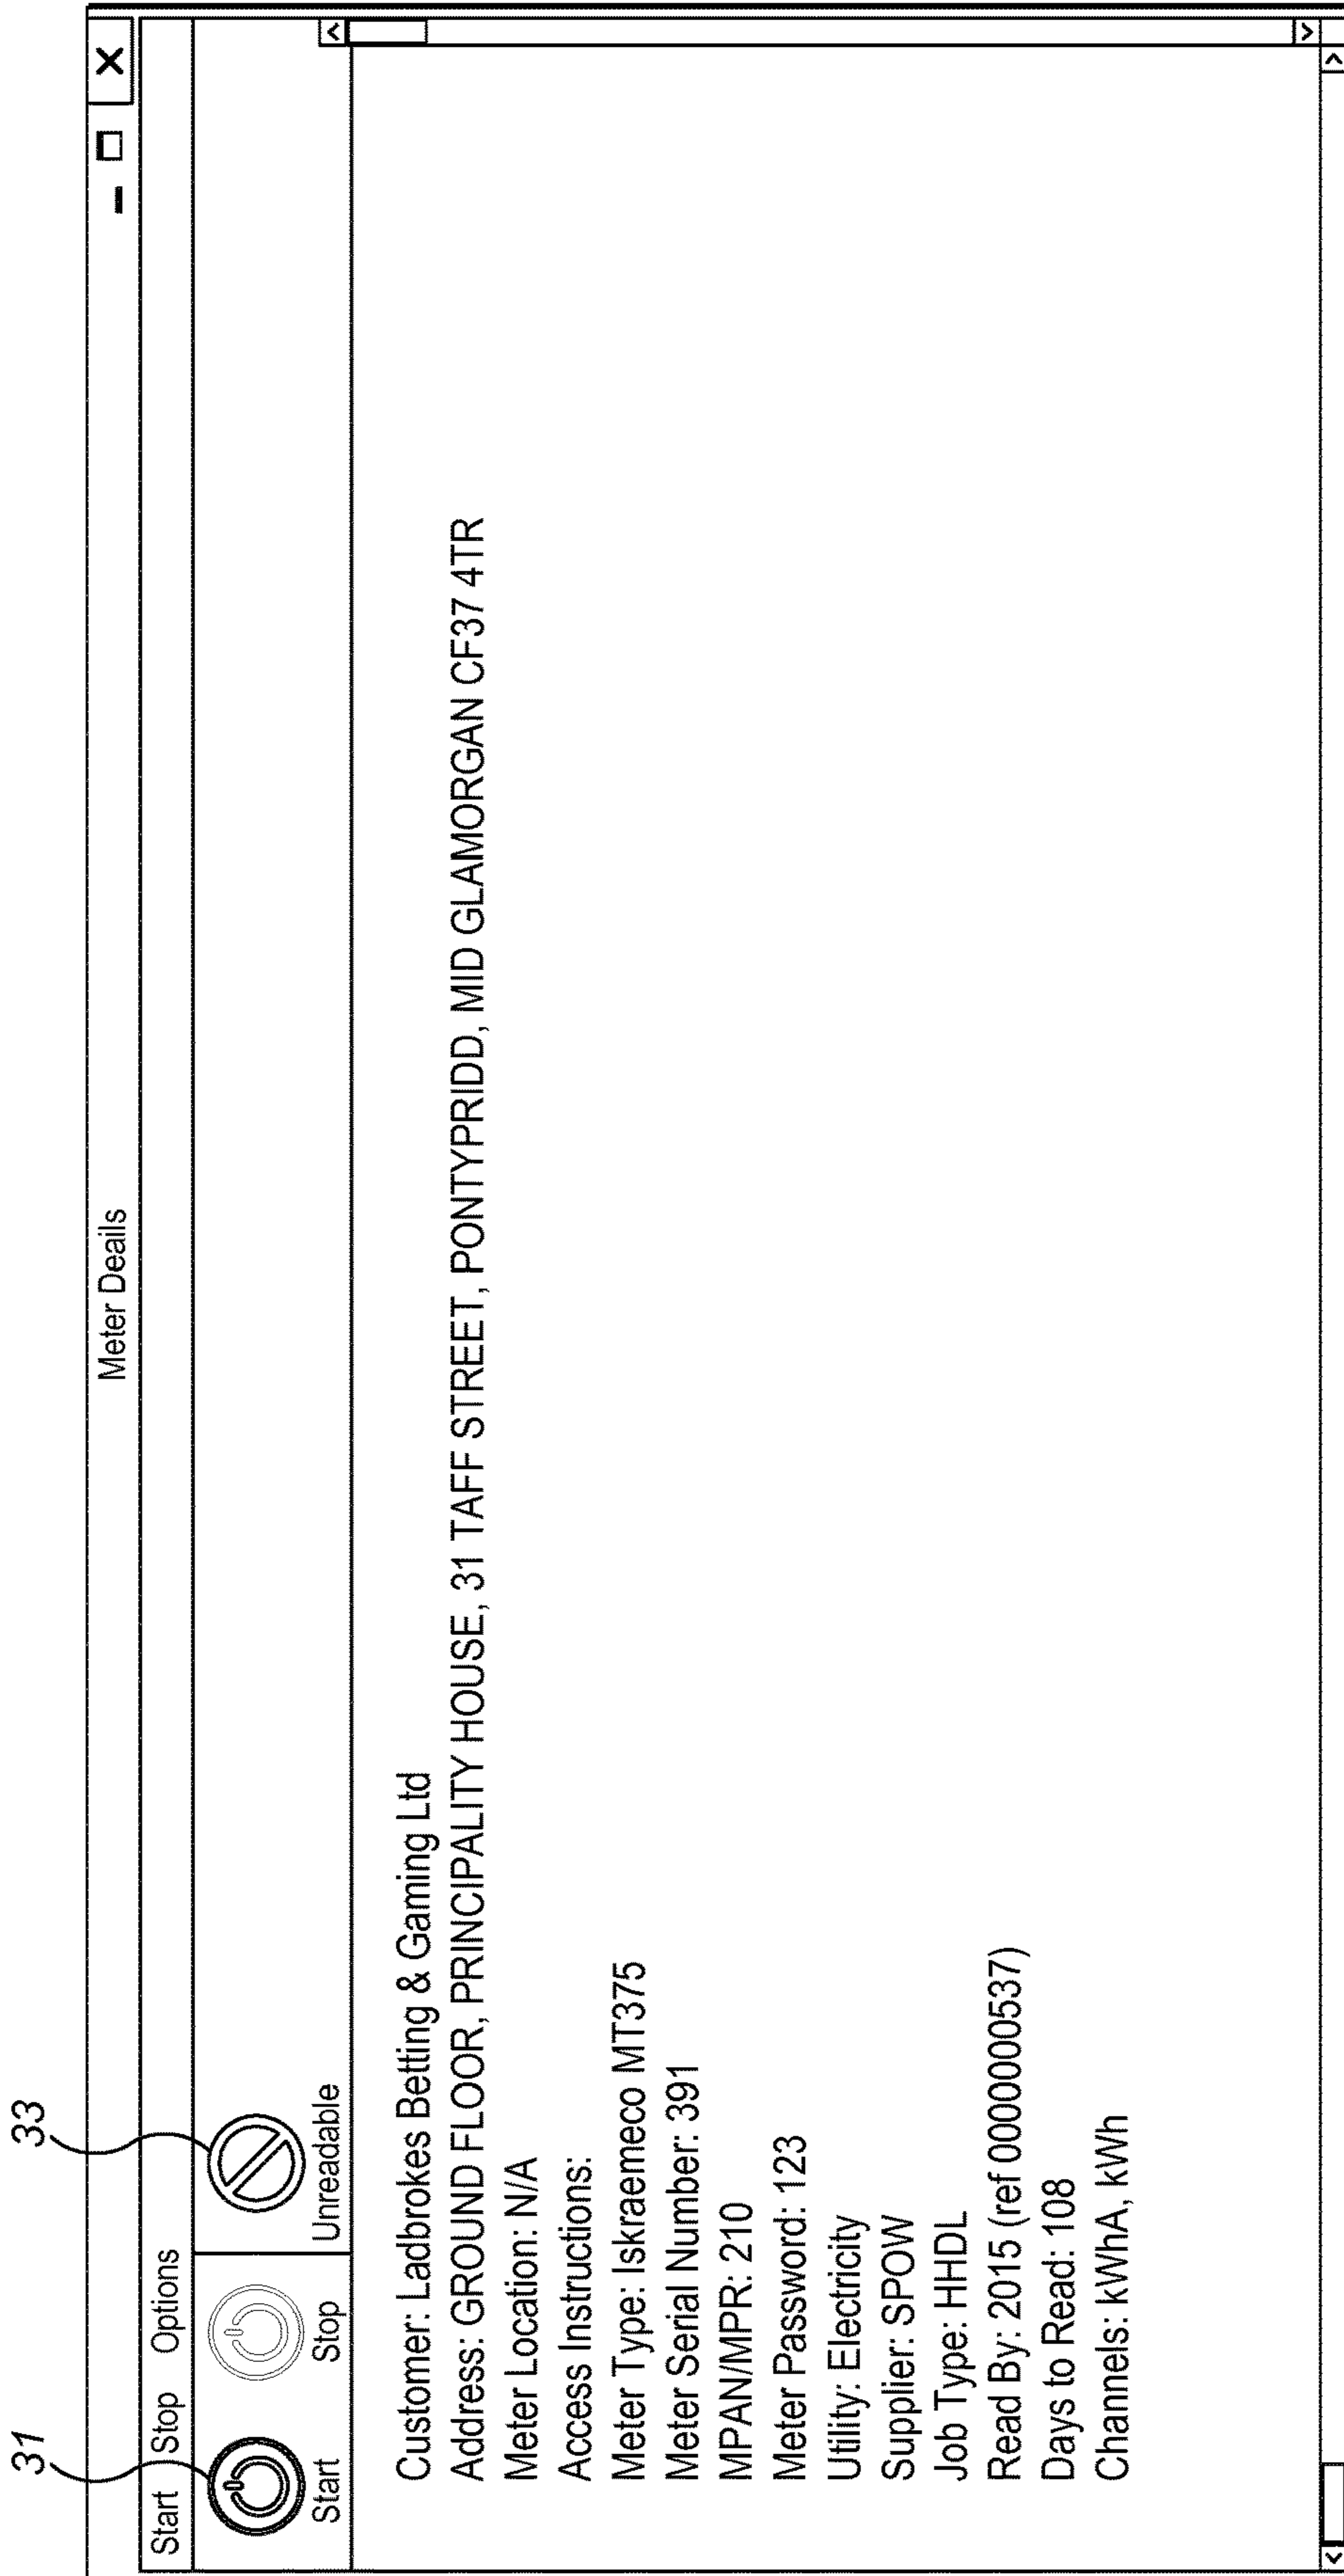 31
33
Meter Deails
Start Stop Options
Start Stop Unreadable
Customer: Ladbrokes Betting & Gaming Ltd
Address: GROUND FLOOR, PRINCIPALITY HOUSE, 31 TAFF STREET, PONTYPRIDD, MID GLAMORGAN CF37 4TR
Meter Location: N/A
Access Instructions:
Meter Type: Iskraemeco MT375
Meter Serial Number: 391
MPAN/MPR: 210
Meter Password: 123
Utility: Electricity
Supplier: SPOW
Job Type: HHDL
Read By: 2015 (ref 0000000537)
Days to Read: 108
Channels: kWhA, kWh